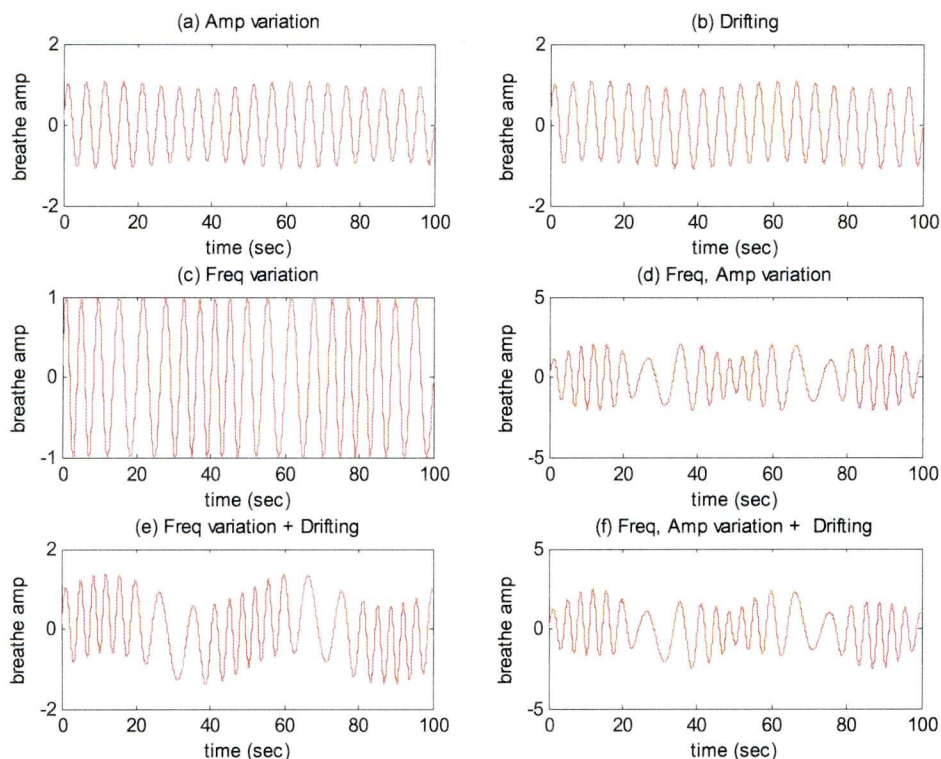 (a) Amp variation
2
0
-2
breathe amp
0 20 40 60 80 100
time (sec)
(b) Drifting
2
0
-2
breathe amp
0 20 40 60 80 100
time (sec)
(c) Freq variation
1
0
-1
breathe amp
0 20 40 60 80 100
time (sec)
(d) Freq, Amp variation
5
0
-5
breathe amp
0 20 40 60 80 100
time (sec)
(e) Freq variation + Drifting
2
0
-2
breathe amp
0 20 40 60 80 100
time (sec)
(f) Freq, Amp variation + Drifting
5
0
-5
breathe amp
0 20 40 60 80 100
time (sec)